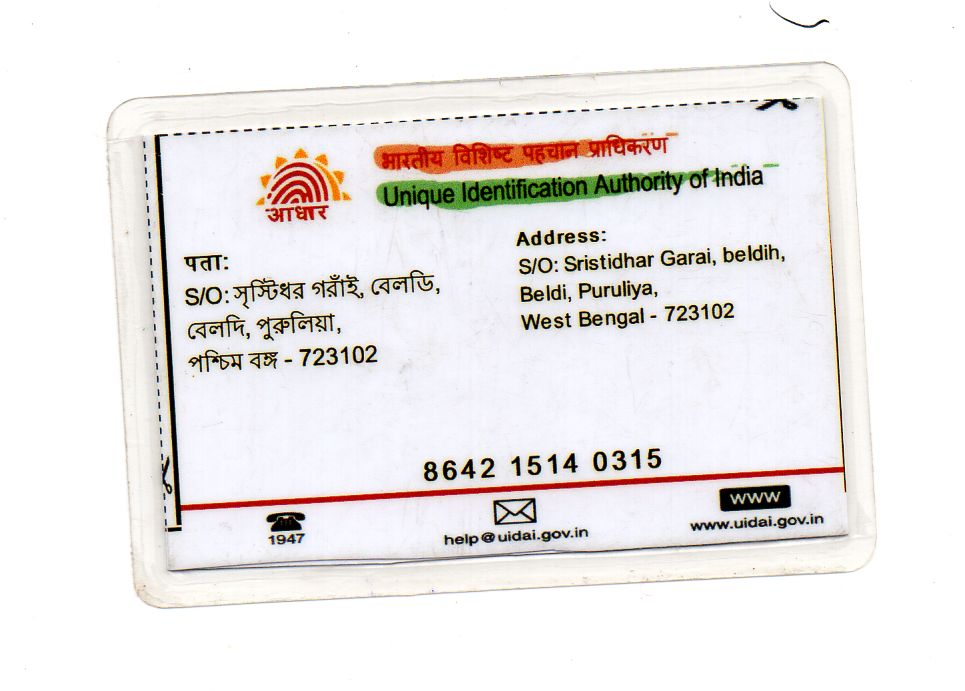 भारतीय विशिष्ट पहचान प्राधिकरण
Unique Identification Authority of India
आधार
पता:
S/O: সৃস্টিধর গরাঁই, বেলডি,
বেলদি, পুরুলিয়া,
পশ্চিম বঙ্গ - 723102
Address:
S/O: Sristidhar Garai, beldih,
Beldi, Puruliya,
West Bengal - 723102
8642 1514 0315
1947
help@uidai.gov.in
www
www.uidai.gov.in